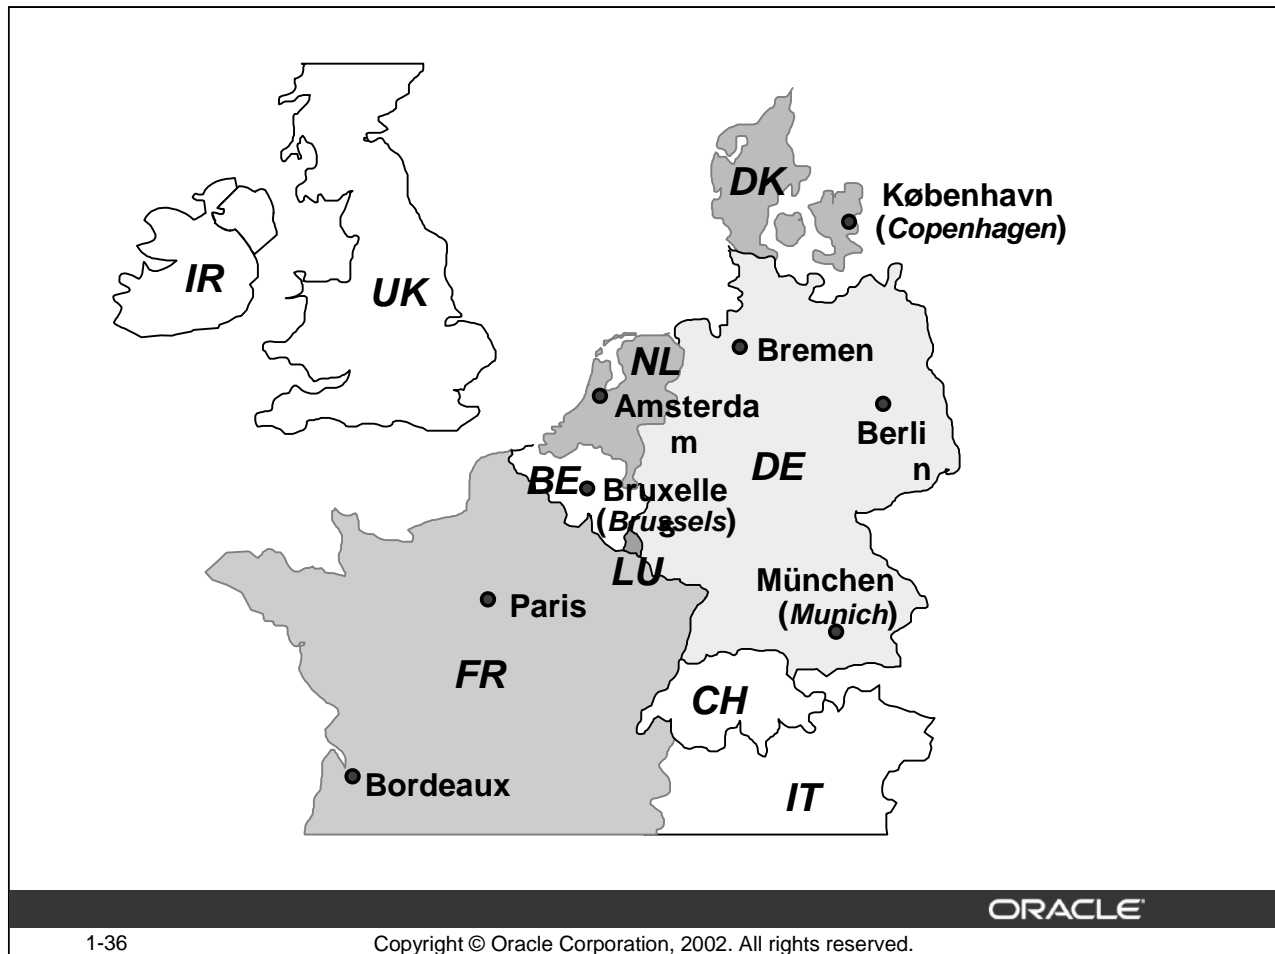 DK
København
(Copenhagen)
IR
UK
Bremen
NL
Amsterda
m
Berli
n
DE
BE
Bruxelle
s
(Brussels)
LU
München
(Munich)
Paris
FR
CH
Bordeaux
IT
ORACLE
1-36
Copyright © Oracle Corporation, 2002. All rights reserved.